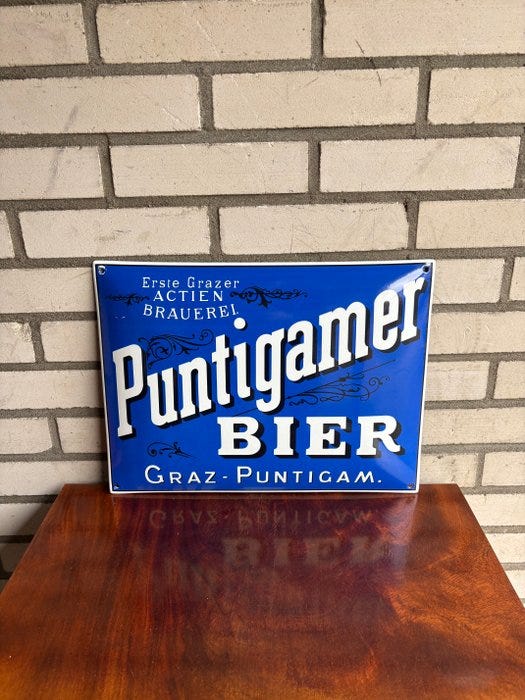 Erste Grazer
ACTIEN
BRAUEREI.
Puntigamer
BIER
GRAZ-PUNTIGAM.